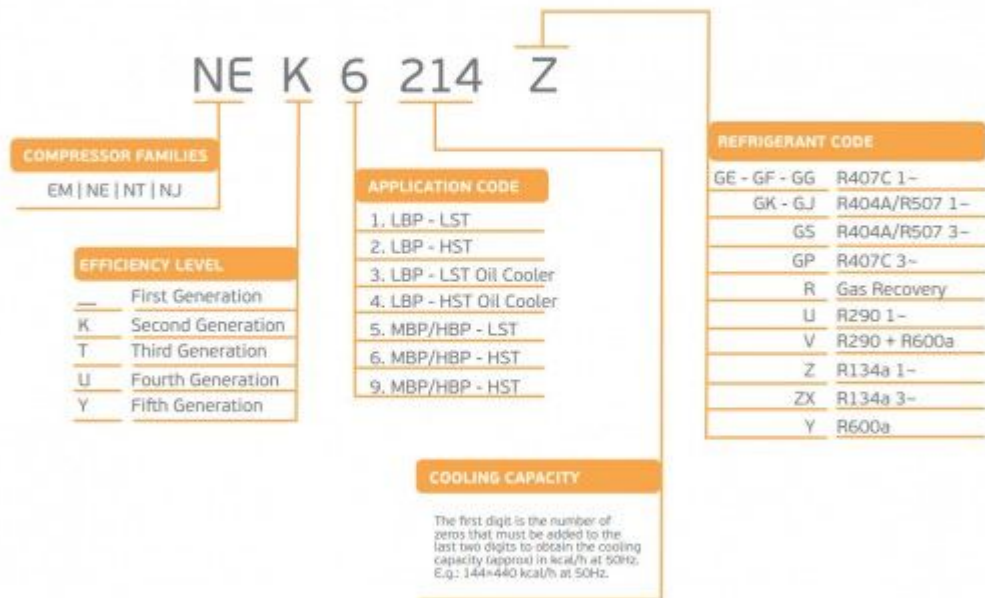 NE K 6 214 Z
COMPRESSOR FAMILIES
EM | NE | NT | NJ
EFFICIENCY LEVEL
__ First Generation
K Second Generation
T Third Generation
U Fourth Generation
Y Fifth Generation
APPLICATION CODE
1. LBP - LST
2. LBP - HST
3. LBP - LST Oil Cooler
4. LBP - HST Oil Cooler
5. MBP/HBP - LST
6. MBP/HBP - HST
9. MBP/HBP - HST
COOLING CAPACITY
The first digit is the number of
zeros that must be added to the
last two digits to obtain the cooling
capacity (approx) in kcal/h at 50Hz.
E.g.: 144=440 kcal/h at 50Hz.
REFRIGERANT CODE
GE - GF - GG R407C 1~
GK - GJ R404A/R507 1~
GS R404A/R507 3~
GP R407C 3~
R Gas Recovery
U R290 1~
V R290 + R600a
Z R134a 1~
ZX R134a 3~
Y R600a